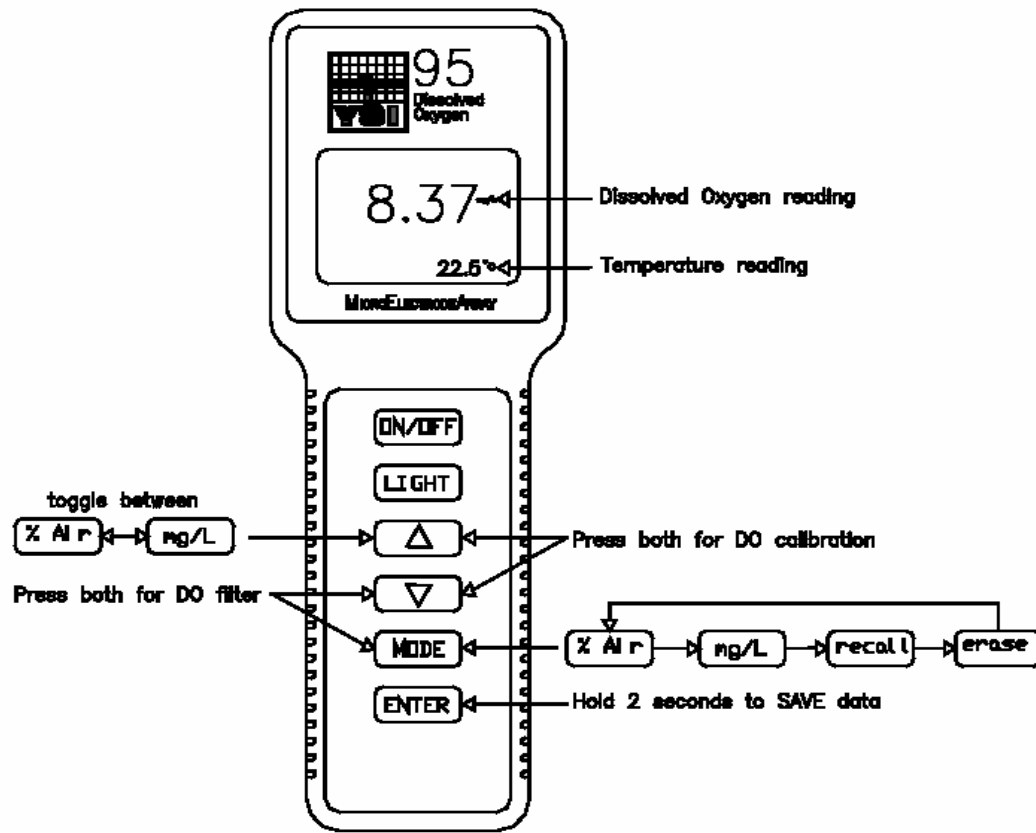 YSI
95
Dissolved
Oxygen
8.37
Dissolved Oxygen reading
22.5
Temperature reading
MicroElectrodeArray
ON/OFF
LIGHT
toggle between
% Air
mg/L
Press both for DO calibration
Press both for DO filter
MODE
% Air
mg/L
recall
erase
ENTER
Hold 2 seconds to SAVE data